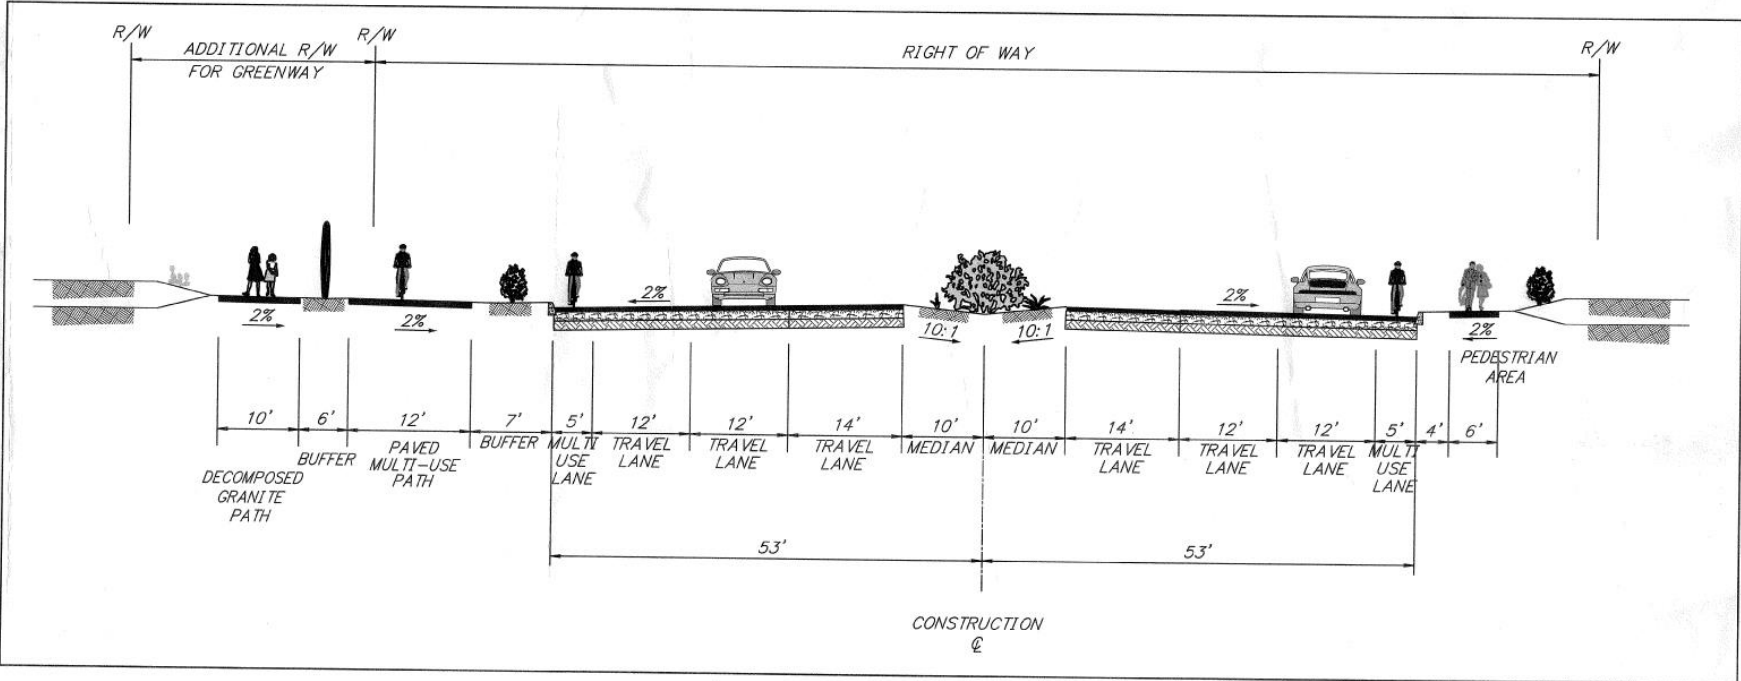 R/W
ADDITIONAL R/W
FOR GREENWAY
R/W
RIGHT OF WAY
R/W
2%
2%
2%
10:1
10:1
2%
2%
PEDESTRIAN
AREA
10'
6'
12'
7'
5'
12'
12'
14'
10'
10'
14'
12'
12'
5'
4'
6'
DECOMPOSED
GRANITE
PATH
BUFFER
PAVED
MULTI-USE
PATH
BUFFER
MULTI
USE
LANE
TRAVEL
LANE
TRAVEL
LANE
TRAVEL
LANE
MEDIAN
MEDIAN
TRAVEL
LANE
TRAVEL
LANE
TRAVEL
LANE
MULTI
USE
LANE
53'
53'
CONSTRUCTION
℄